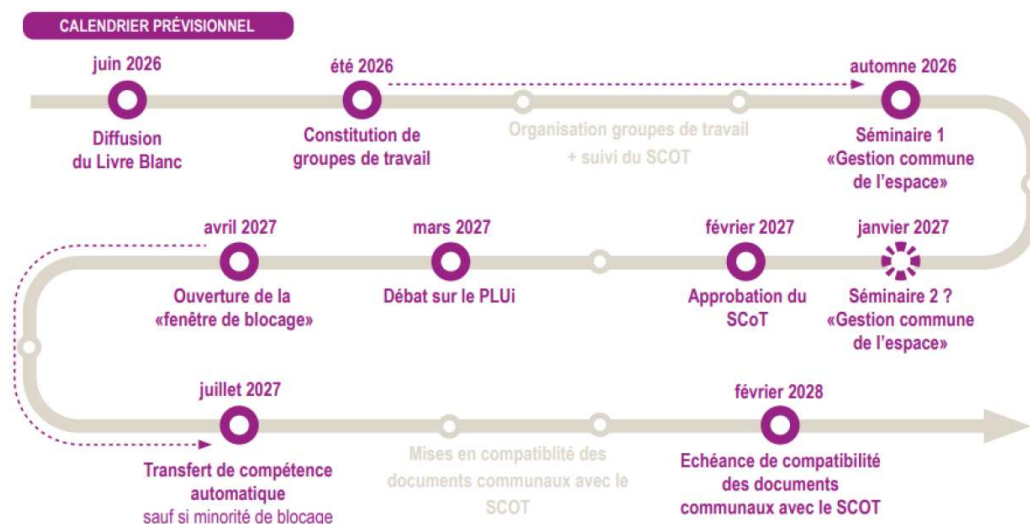 CALENDRIER PRÉVISIONNEL
juin 2026
Diffusion
du Livre Blanc
été 2026
Constitution de
groupes de travail
Organisation groupes de travail
+ suivi du SCOT
automne 2026
Séminaire 1
«Gestion commune
de l'espace»
janvier 2027
Séminaire 2 ?
«Gestion commune
de l'espace»
février 2027
Approbation du
SCoT
mars 2027
Débat sur le PLUi
avril 2027
Ouverture de la
«fenêtre de blocage»
juillet 2027
Transfert de compétence
automatique
sauf si minorité de blocage
Mises en compatiblité des
documents communaux avec le
SCOT
février 2028
Echéance de compatibilité
des documents
communaux avec le SCOT